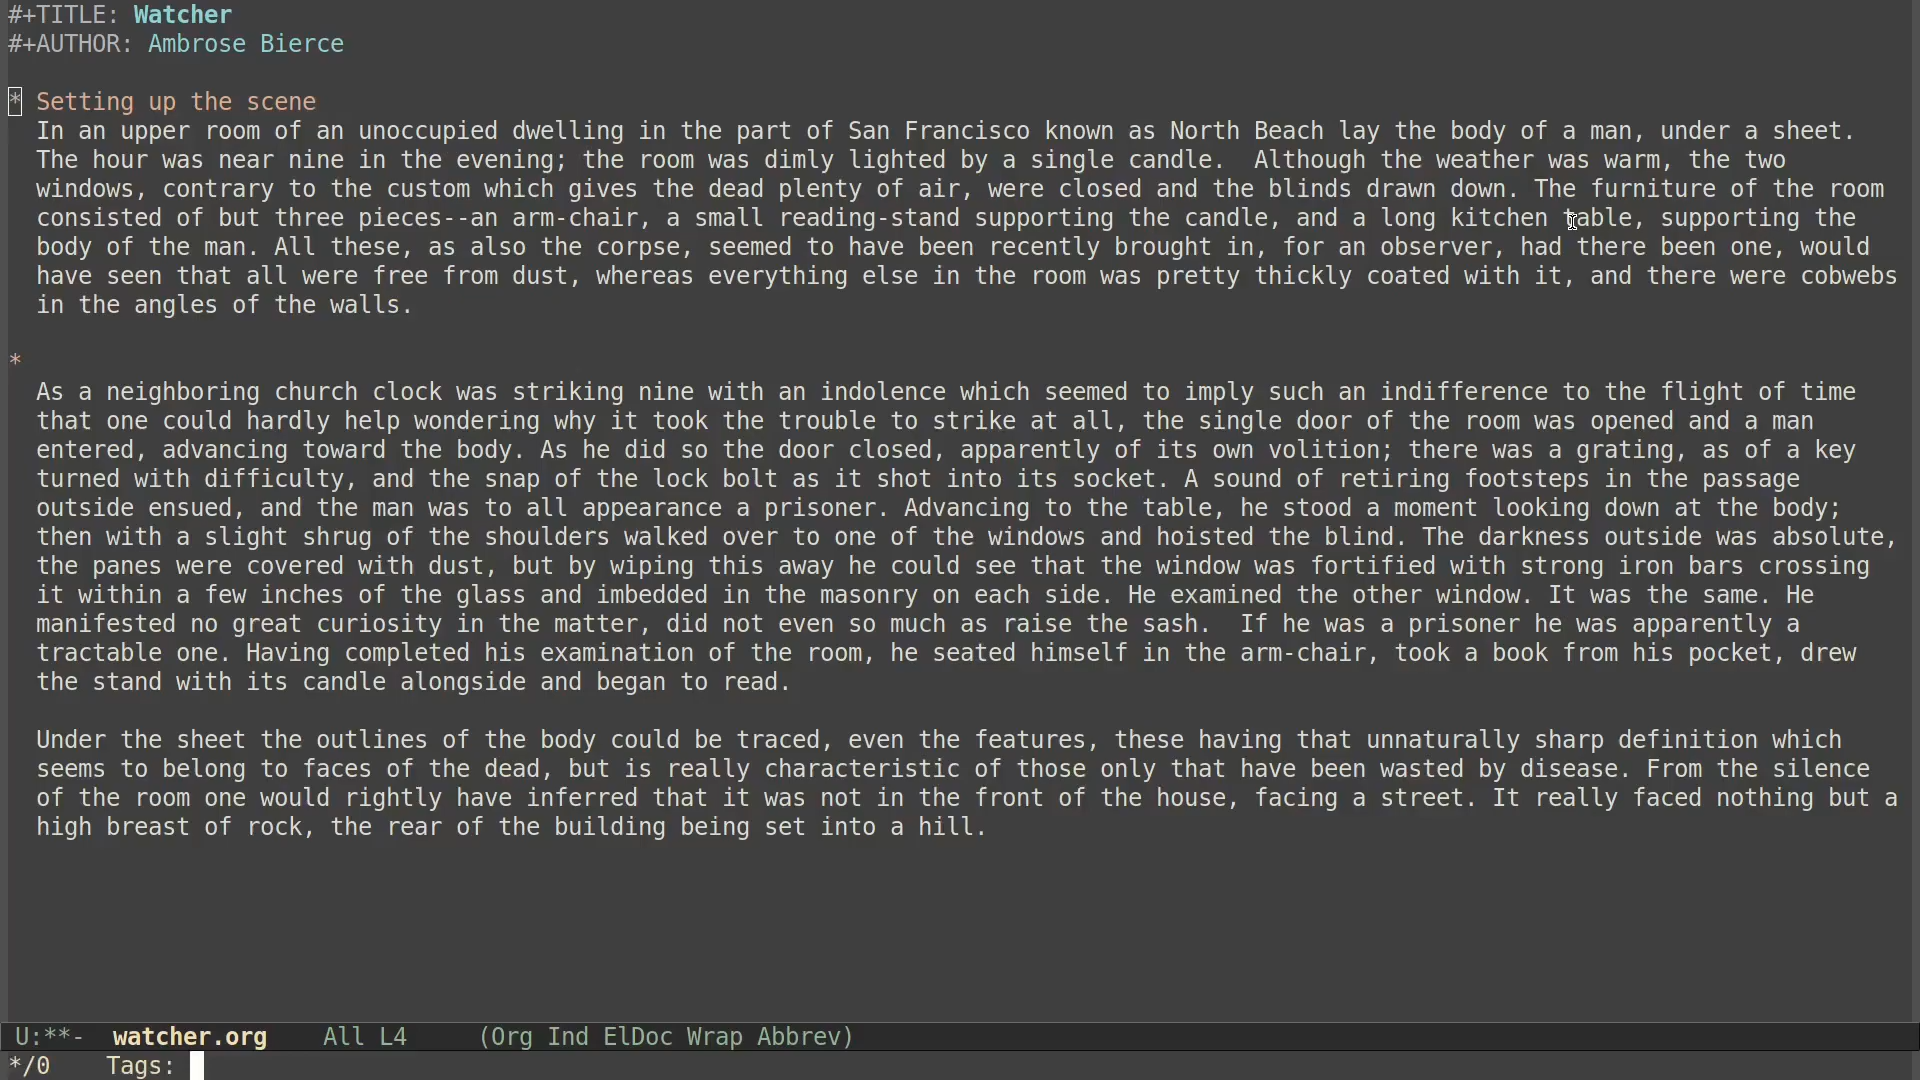 #+TITLE: Watcher
#+AUTHOR: Ambrose Bierce
* Setting up the scene
In an upper room of an unoccupied dwelling in the part of San Francisco known as North Beach lay the body of a man, under a sheet.
The hour was near nine in the evening; the room was dimly lighted by a single candle.  Although the weather was warm, the two
windows, contrary to the custom which gives the dead plenty of air, were closed and the blinds drawn down. The furniture of the room
consisted of but three pieces--an arm-chair, a small reading-stand supporting the candle, and a long kitchen table, supporting the
body of the man. All these, as also the corpse, seemed to have been recently brought in, for an observer, had there been one, would
have seen that all were free from dust, whereas everything else in the room was pretty thickly coated with it, and there were cobwebs
in the angles of the walls.
*
As a neighboring church clock was striking nine with an indolence which seemed to imply such an indifference to the flight of time
that one could hardly help wondering why it took the trouble to strike at all, the single door of the room was opened and a man
entered, advancing toward the body. As he did so the door closed, apparently of its own volition; there was a grating, as of a key
turned with difficulty, and the snap of the lock bolt as it shot into its socket. A sound of retiring footsteps in the passage
outside ensued, and the man was to all appearance a prisoner. Advancing to the table, he stood a moment looking down at the body;
then with a slight shrug of the shoulders walked over to one of the windows and hoisted the blind. The darkness outside was absolute,
the panes were covered with dust, but by wiping this away he could see that the window was fortified with strong iron bars crossing
it within a few inches of the glass and imbedded in the masonry on each side. He examined the other window. It was the same. He
manifested no great curiosity in the matter, did not even so much as raise the sash.  If he was a prisoner he was apparently a
tractable one. Having completed his examination of the room, he seated himself in the arm-chair, took a book from his pocket, drew
the stand with its candle alongside and began to read.
Under the sheet the outlines of the body could be traced, even the features, these having that unnaturally sharp definition which
seems to belong to faces of the dead, but is really characteristic of those only that have been wasted by disease. From the silence
of the room one would rightly have inferred that it was not in the front of the house, facing a street. It really faced nothing but a
high breast of rock, the rear of the building being set into a hill.
U:**-  watcher.org    All L4     (Org Ind ElDoc Wrap Abbrev)
*/0    Tags: